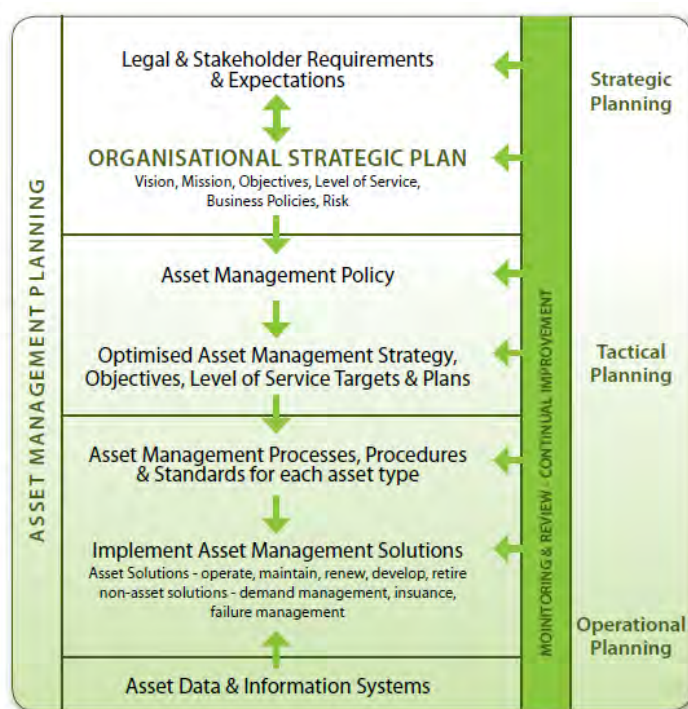 ASSET MANAGEMENT PLANNING
Legal & Stakeholder Requirements
& Expectations
ORGANISATIONAL STRATEGIC PLAN
Vision, Mission, Objectives, Level of Service,
Business Policies, Risk
Asset Management Policy
Optimised Asset Management Strategy,
Objectives, Level of Service Targets & Plans
Asset Management Processes, Procedures
& Standards for each asset type
Implement Asset Management Solutions
Asset Solutions - operate, maintain, renew, develop, retire
non-asset solutions - demand management, insuance,
failure management
Asset Data & Information Systems
MOINITORING & REVIEW - CONTINUAL IMPROVEMENT
Strategic
Planning
Tactical
Planning
Operational
Planning